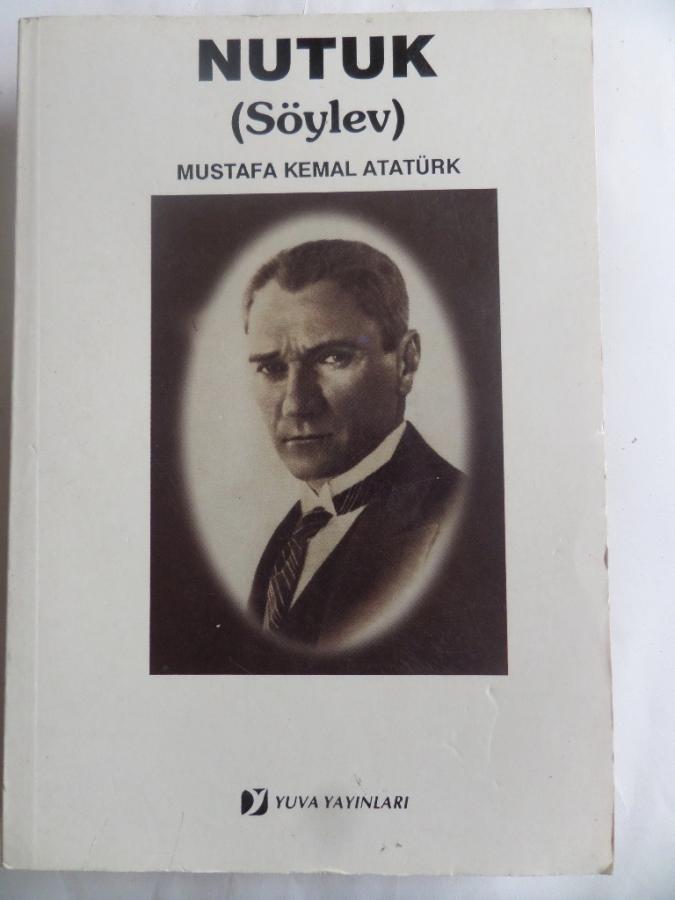 NUTUK
(Söylev)
MUSTAFA KEMAL ATATÜRK
YUVA YAYINLARI